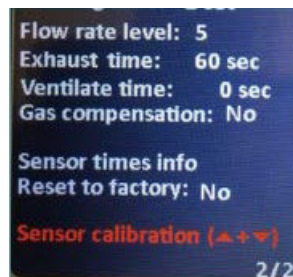 Flow rate level: 5
Exhaust time: 60 sec
Ventilate time: 0 sec
Gas compensation: No
Sensor times info
Reset to factory: No
Sensor calibration (▲+▼)
2/2